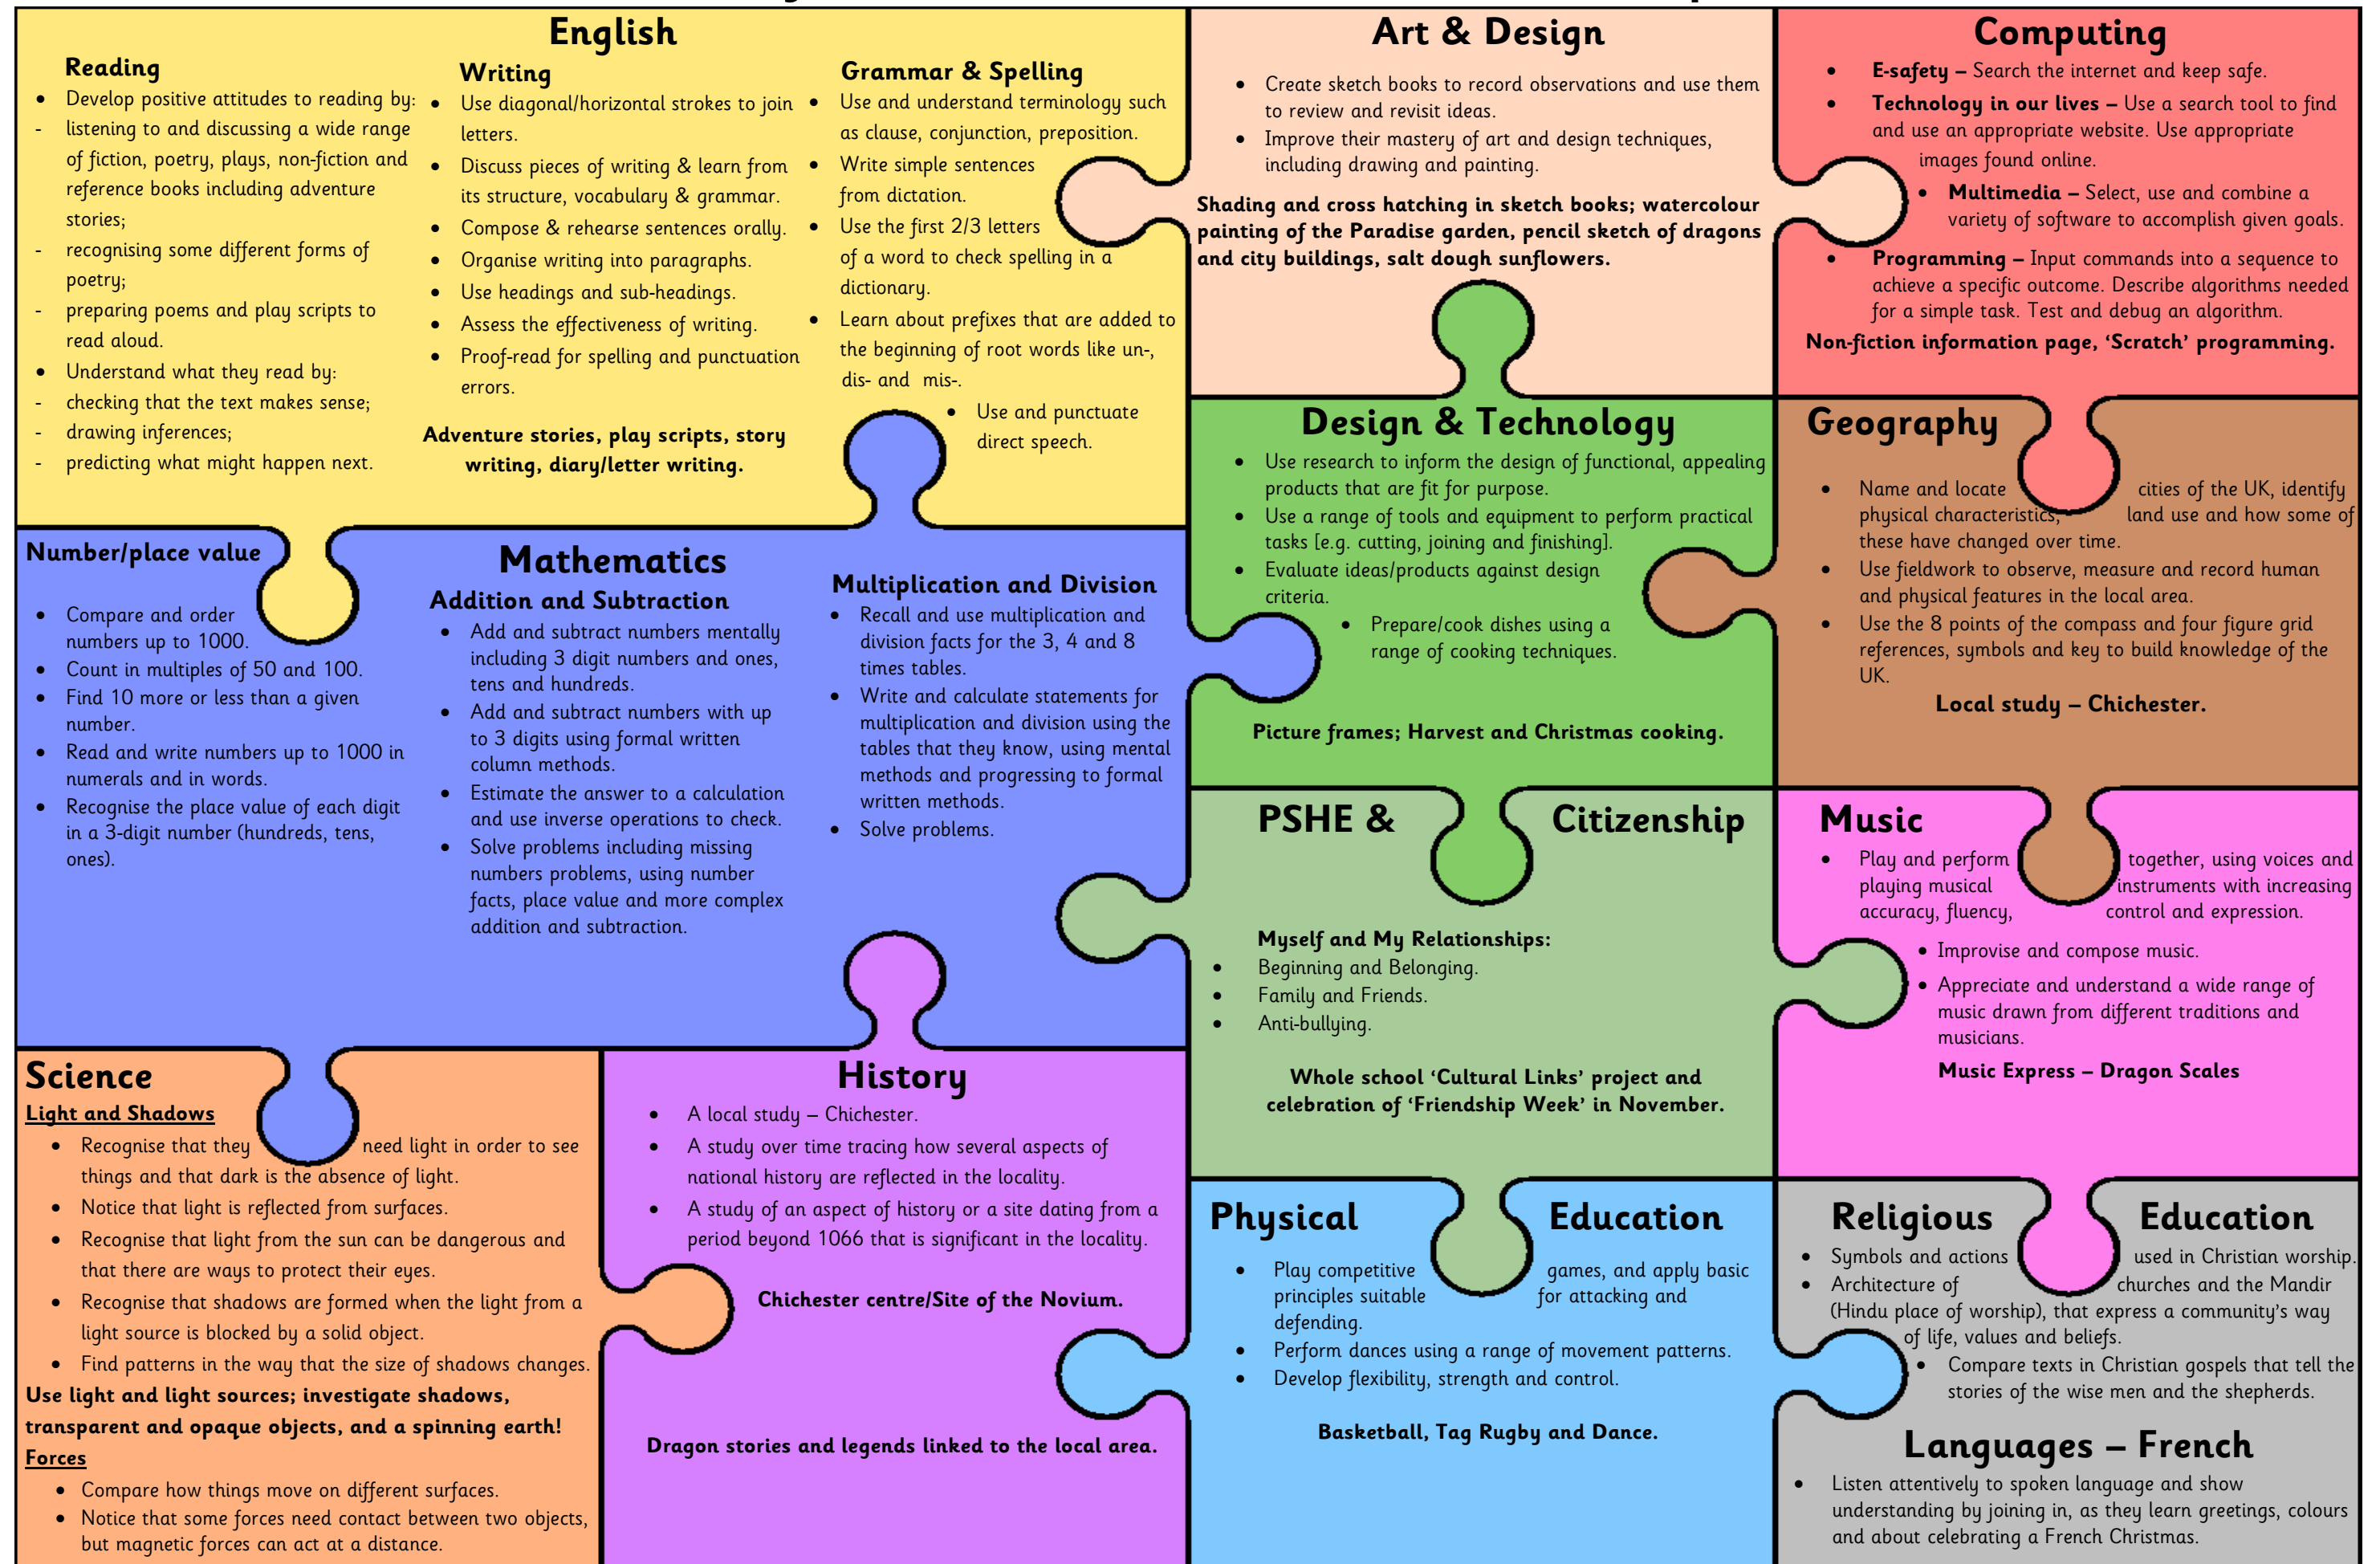 English
Reading
• Develop positive attitudes to reading by:
- listening to and discussing a wide range
of fiction, poetry, plays, non-fiction and
reference books including adventure
stories;
- recognising some different forms of
poetry;
- preparing poems and play scripts to
read aloud.
• Understand what they read by:
- checking that the text makes sense;
- drawing inferences;
- predicting what might happen next.
Writing
• Use diagonal/horizontal strokes to join
letters.
• Discuss pieces of writing & learn from
its structure, vocabulary & grammar.
• Compose & rehearse sentences orally.
• Organise writing into paragraphs.
• Use headings and sub-headings.
• Assess the effectiveness of writing.
• Proof-read for spelling and punctuation
errors.
Adventure stories, play scripts, story
writing, diary/letter writing.
Grammar & Spelling
• Use and understand terminology such
as clause, conjunction, preposition.
• Write simple sentences
from dictation.
• Use the first 2/3 letters
of a word to check spelling in a
dictionary.
• Learn about prefixes that are added to
the beginning of root words like un-,
dis- and mis-.
• Use and punctuate
direct speech.
Art & Design
• Create sketch books to record observations and use them
to review and revisit ideas.
• Improve their mastery of art and design techniques,
including drawing and painting.
Shading and cross hatching in sketch books; watercolour
painting of the Paradise garden, pencil sketch of dragons
and city buildings, salt dough sunflowers.
Computing
• E-safety – Search the internet and keep safe.
• Technology in our lives – Use a search tool to find
and use an appropriate website. Use appropriate
images found online.
• Multimedia – Select, use and combine a
variety of software to accomplish given goals.
• Programming – Input commands into a sequence to
achieve a specific outcome. Describe algorithms needed
for a simple task. Test and debug an algorithm.
Non-fiction information page, ‘Scratch’ programming.
Number/place value
• Compare and order
numbers up to 1000.
• Count in multiples of 50 and 100.
• Find 10 more or less than a given
number.
• Read and write numbers up to 1000 in
numerals and in words.
• Recognise the place value of each digit
in a 3-digit number (hundreds, tens,
ones).
Mathematics
Addition and Subtraction
• Add and subtract numbers mentally
including 3 digit numbers and ones,
tens and hundreds.
• Add and subtract numbers with up
to 3 digits using formal written
column methods.
• Estimate the answer to a calculation
and use inverse operations to check.
• Solve problems including missing
numbers problems, using number
facts, place value and more complex
addition and subtraction.
Multiplication and Division
• Recall and use multiplication and
division facts for the 3, 4 and 8
times tables.
• Write and calculate statements for
multiplication and division using the
tables that they know, using mental
methods and progressing to formal
written methods.
• Solve problems.
Design & Technology
• Use research to inform the design of functional, appealing
products that are fit for purpose.
• Use a range of tools and equipment to perform practical
tasks [e.g. cutting, joining and finishing].
• Evaluate ideas/products against design
criteria.
• Prepare/cook dishes using a
range of cooking techniques.
Picture frames; Harvest and Christmas cooking.
Geography
• Name and locate cities of the UK, identify
physical characteristics, land use and how some of
these have changed over time.
• Use fieldwork to observe, measure and record human
and physical features in the local area.
• Use the 8 points of the compass and four figure grid
references, symbols and key to build knowledge of the
UK.
Local study – Chichester.
PSHE & Citizenship
Myself and My Relationships:
• Beginning and Belonging.
• Family and Friends.
• Anti-bullying.
Whole school ‘Cultural Links’ project and
celebration of ‘Friendship Week’ in November.
Music
• Play and perform together, using voices and
playing musical instruments with increasing
accuracy, fluency, control and expression.
• Improvise and compose music.
• Appreciate and understand a wide range of
music drawn from different traditions and
musicians.
Music Express – Dragon Scales
Science
Light and Shadows
• Recognise that they need light in order to see
things and that dark is the absence of light.
• Notice that light is reflected from surfaces.
• Recognise that light from the sun can be dangerous and
that there are ways to protect their eyes.
• Recognise that shadows are formed when the light from a
light source is blocked by a solid object.
• Find patterns in the way that the size of shadows changes.
Use light and light sources; investigate shadows,
transparent and opaque objects, and a spinning earth!
Forces
• Compare how things move on different surfaces.
• Notice that some forces need contact between two objects,
but magnetic forces can act at a distance.
History
• A local study – Chichester.
• A study over time tracing how several aspects of
national history are reflected in the locality.
• A study of an aspect of history or a site dating from a
period beyond 1066 that is significant in the locality.
Chichester centre/Site of the Novium.
Dragon stories and legends linked to the local area.
Physical Education
• Play competitive games, and apply basic
principles suitable for attacking and
defending.
• Perform dances using a range of movement patterns.
• Develop flexibility, strength and control.
Basketball, Tag Rugby and Dance.
Religious Education
• Symbols and actions used in Christian worship.
• Architecture of churches and the Mandir
(Hindu place of worship), that express a community’s way
of life, values and beliefs.
• Compare texts in Christian gospels that tell the
stories of the wise men and the shepherds.
Languages – French
• Listen attentively to spoken language and show
understanding by joining in, as they learn greetings, colours
and about celebrating a French Christmas.